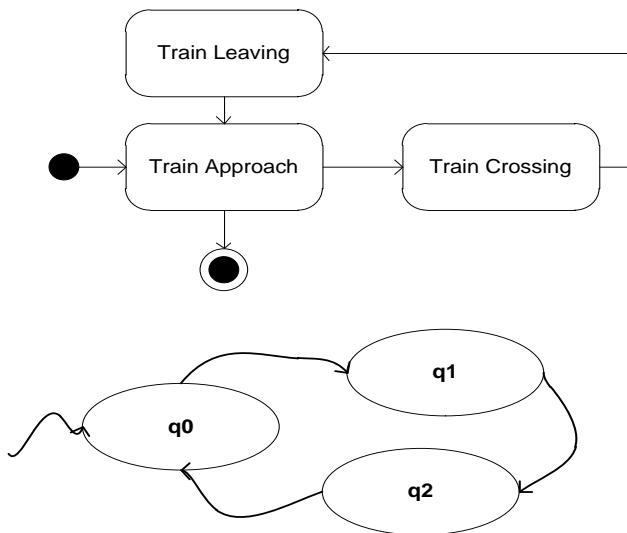 Train Leaving
Train Approach
Train Crossing
q1
q0
q2